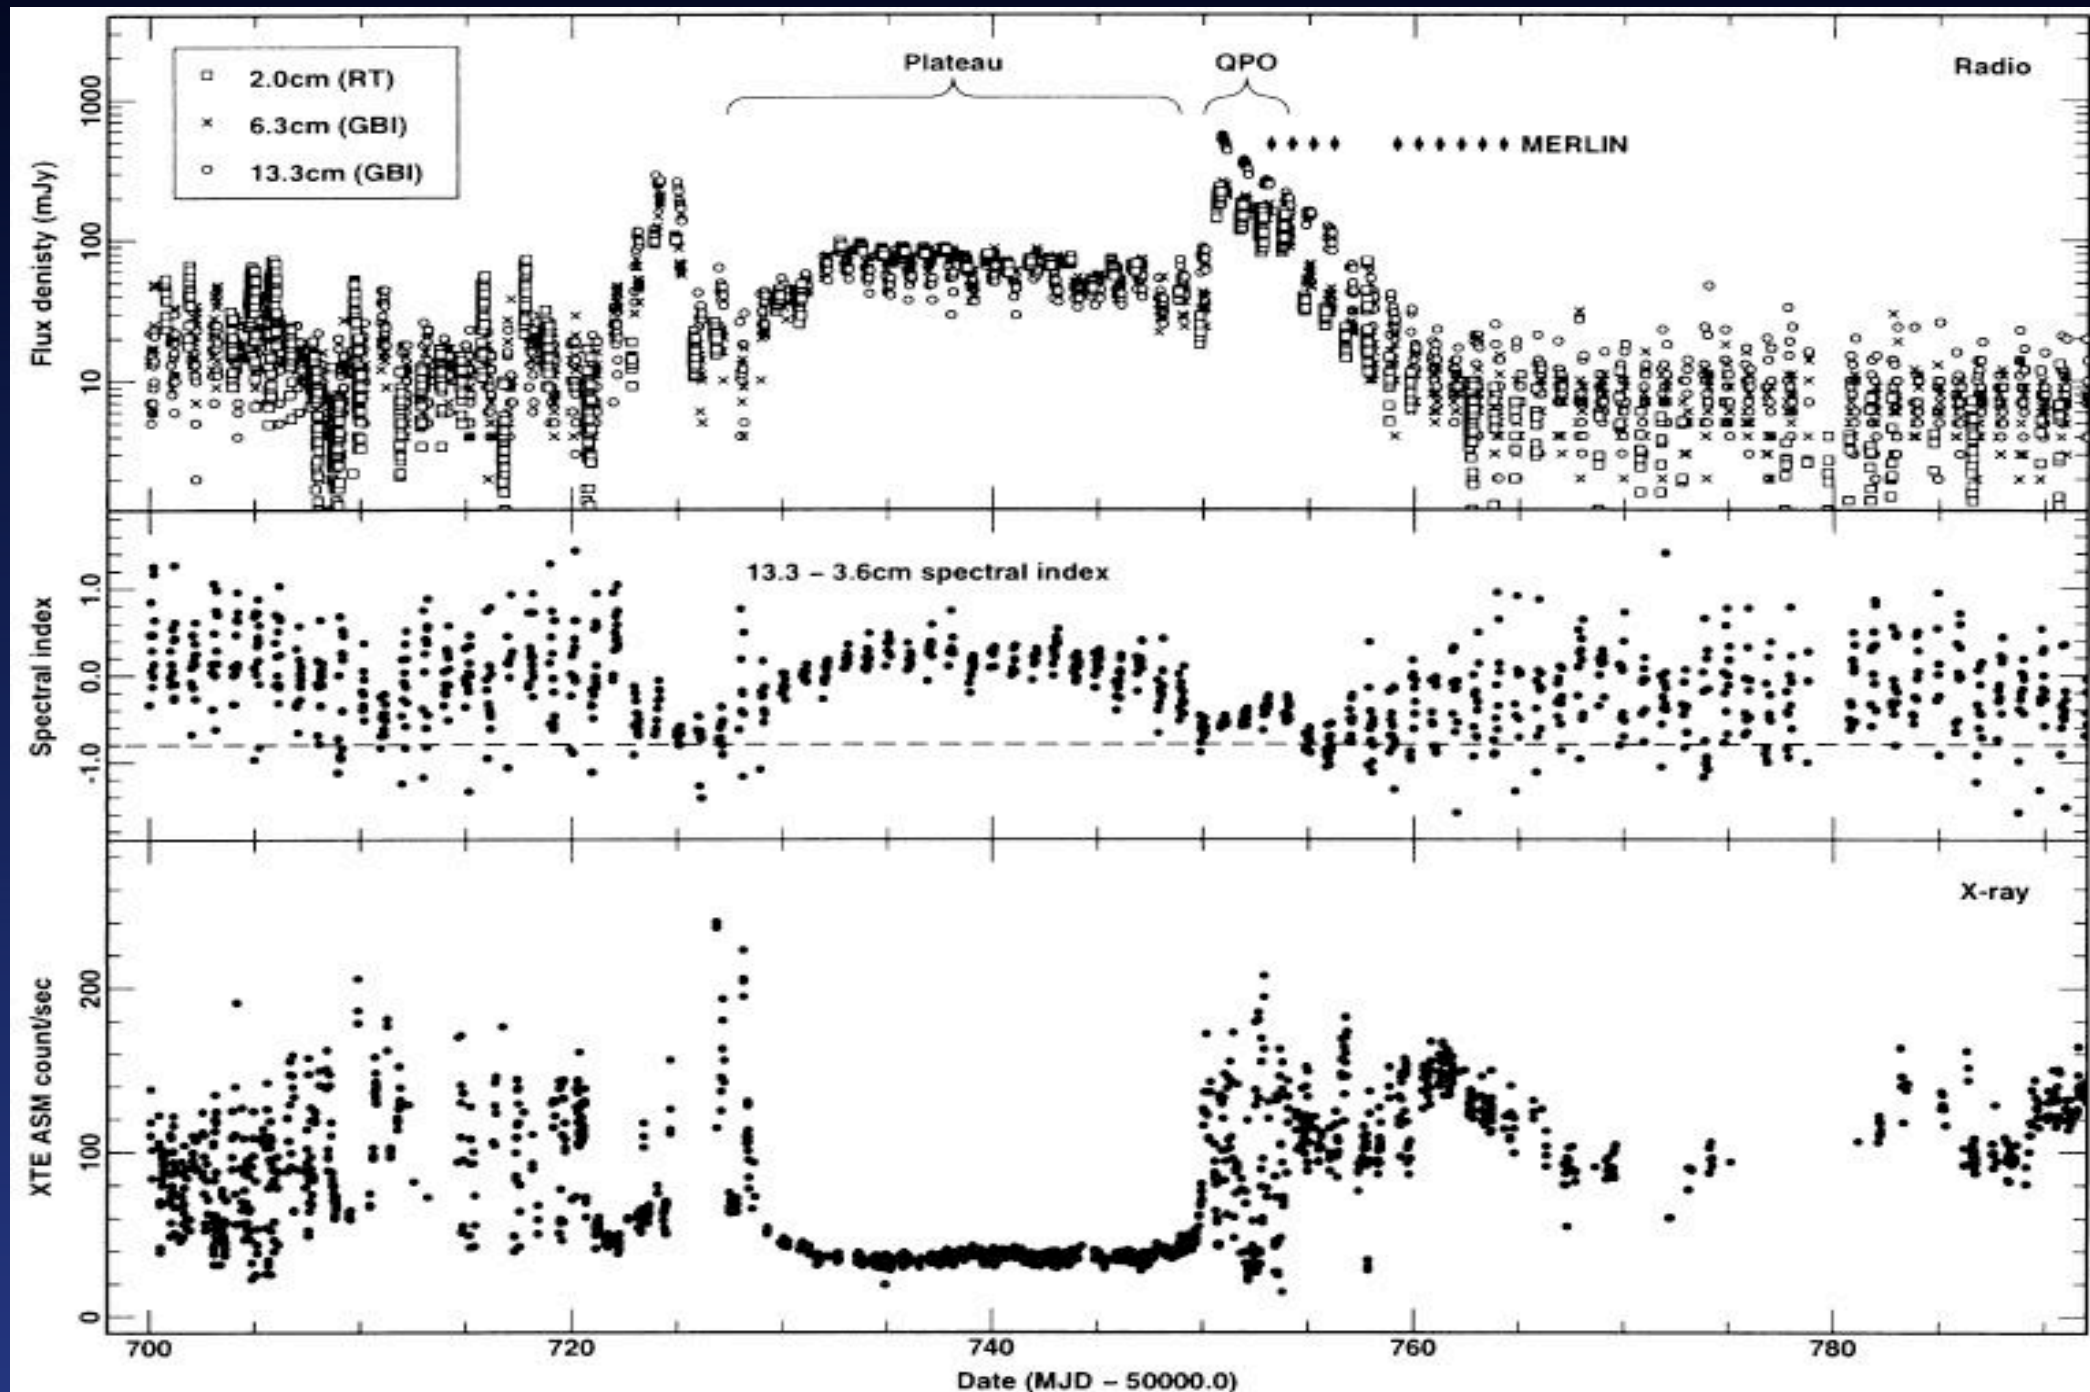 Plateau
QPO
Radio
2.0cm (RT)
6.3cm (GBI)
13.3cm (GBI)
MERLIN
1000
100
10
Flux denisty (mJy)
13.3 – 3.6cm spectral index
1.0
0.0
-1.0
Spectral index
X-ray
200
100
0
XTE ASM count/sec
700
720
740
760
780
Date (MJD – 50000.0)